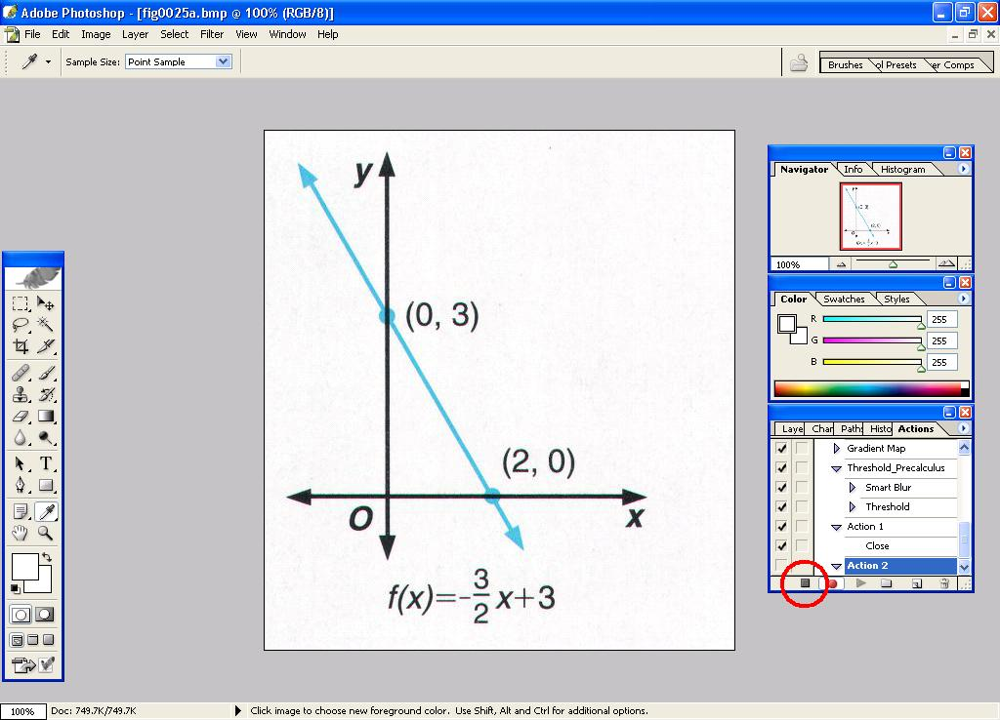 Adobe Photoshop - [fig0025a.bmp @ 100% (RGB/8)]
File Edit Image Layer Select Filter View Window Help
Sample Size: Point Sample
Brushes ol Presets er Comps
Navigator Info Histogram
100%
Color Swatches Styles
R 255
G 255
B 255
Laye Char Paths Histo Actions
Gradient Map
Threshold_Precalculus
Smart Blur
Threshold
Action 1
Close
Action 2
y
(0, 3)
(2, 0)
O
x
f(x)=-3/2 x+3
T
100% Doc: 749.7K/749.7K Click image to choose new foreground color. Use Shift, Alt and Ctrl for additional options.